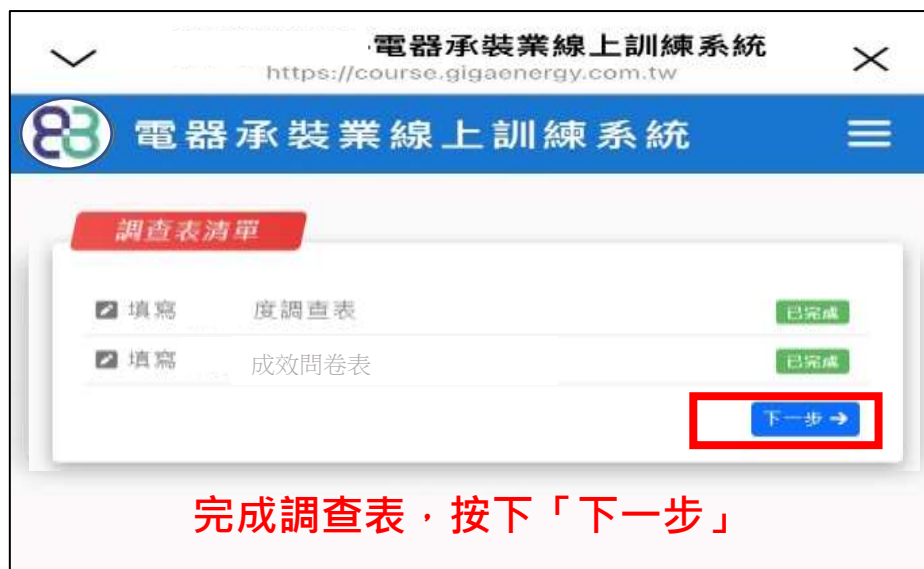 電器承裝業線上訓練系統
https://course.gigaenergy.com.tw
電器承裝業線上訓練系統
調查表清單
填寫 度調查表 已完成
填寫 成效問卷表 已完成
下一步
完成調查表，按下「下一步」